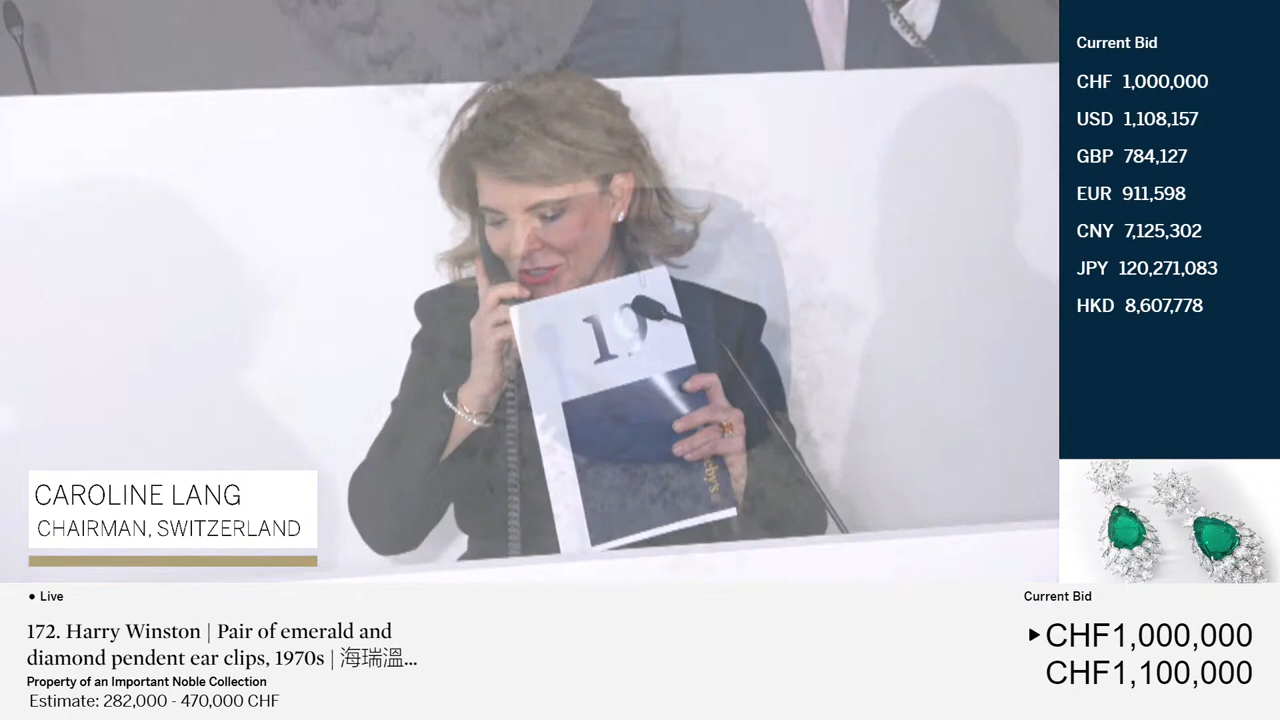 Current Bid
CHF 1,000,000
USD 1,108,157
GBP 784,127
EUR 911,598
CNY 7,125,302
JPY 120,271,083
HKD 8,607,778
19
CAROLINE LANG
CHAIRMAN, SWITZERLAND
• Live
172. Harry Winston | Pair of emerald and
diamond pendent ear clips, 1970s | 海瑞溫...
Property of an Important Noble Collection
Estimate: 282,000 - 470,000 CHF
Current Bid
CHF1,000,000
CHF1,100,000